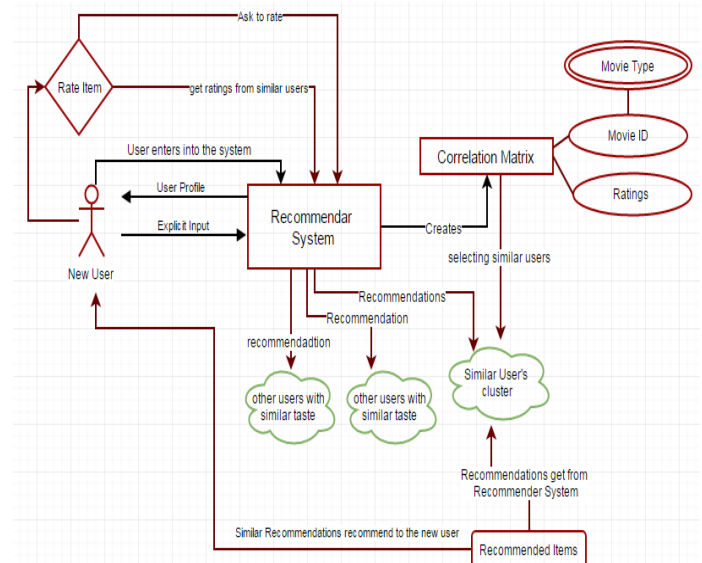 Ask to rate
Rate Item
get ratings from similar users
Movie Type
Movie ID
Ratings
User enters into the system
Correlation Matrix
User Profile
Explicit Input
Recommendar
System
Creates
selecting similar users
New User
Recommendations
Recommendation
recommendadtion
other users with
similar taste
other users with
similar taste
Similar User's
cluster
Recommendations get from
Recommender System
Similar Recommendations recommend to the new user
Recommended Items